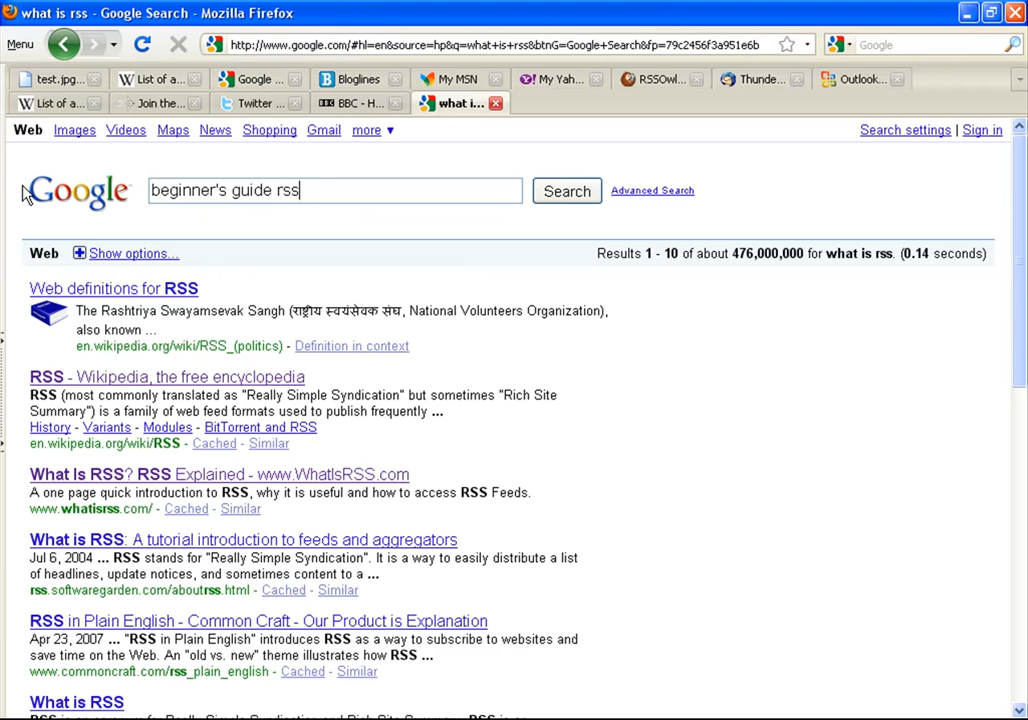 what is rss - Google Search - Mozilla Firefox
Menu http://www.google.com/#hl=en&source=hp&q=what+is+rss&btnG=Google+Search&fp=79c2456f3a951e6b Google
test.jpg... List of a... Google ... Bloglines My MSN My Yah... RSSOwl... Thunde... Outlook...
List of a... Join the... Twitter ... BBC - H... what i...
Web Images Videos Maps News Shopping Gmail more ▼ Search settings | Sign in
Google beginner's guide rss Search Advanced Search
Web Show options... Results 1 - 10 of about 476,000,000 for what is rss. (0.14 seconds)
Web definitions for RSS
The Rashtriya Swayamsevak Sangh (राष्ट्रीय स्वयंसेवक संघ, National Volunteers Organization),
also known ...
en.wikipedia.org/wiki/RSS_(politics) - Definition in context
RSS - Wikipedia, the free encyclopedia
RSS (most commonly translated as "Really Simple Syndication" but sometimes "Rich Site
Summary") is a family of web feed formats used to publish frequently ...
History - Variants - Modules - BitTorrent and RSS
en.wikipedia.org/wiki/RSS - Cached - Similar
What Is RSS? RSS Explained - www.WhatIsRSS.com
A one page quick introduction to RSS, why it is useful and how to access RSS Feeds.
www.whatisrss.com/ - Cached - Similar
What is RSS: A tutorial introduction to feeds and aggregators
Jul 6, 2004 ... RSS stands for "Really Simple Syndication". It is a way to easily distribute a list
of headlines, update notices, and sometimes content to a ...
rss.softwaregarden.com/aboutrss.html - Cached - Similar
RSS in Plain English - Common Craft - Our Product is Explanation
Apr 23, 2007 ... "RSS in Plain English" introduces RSS as a way to subscribe to websites and
save time on the Web. An "old vs. new" theme illustrates how RSS ...
www.commoncraft.com/rss_plain_english - Cached - Similar
What is RSS